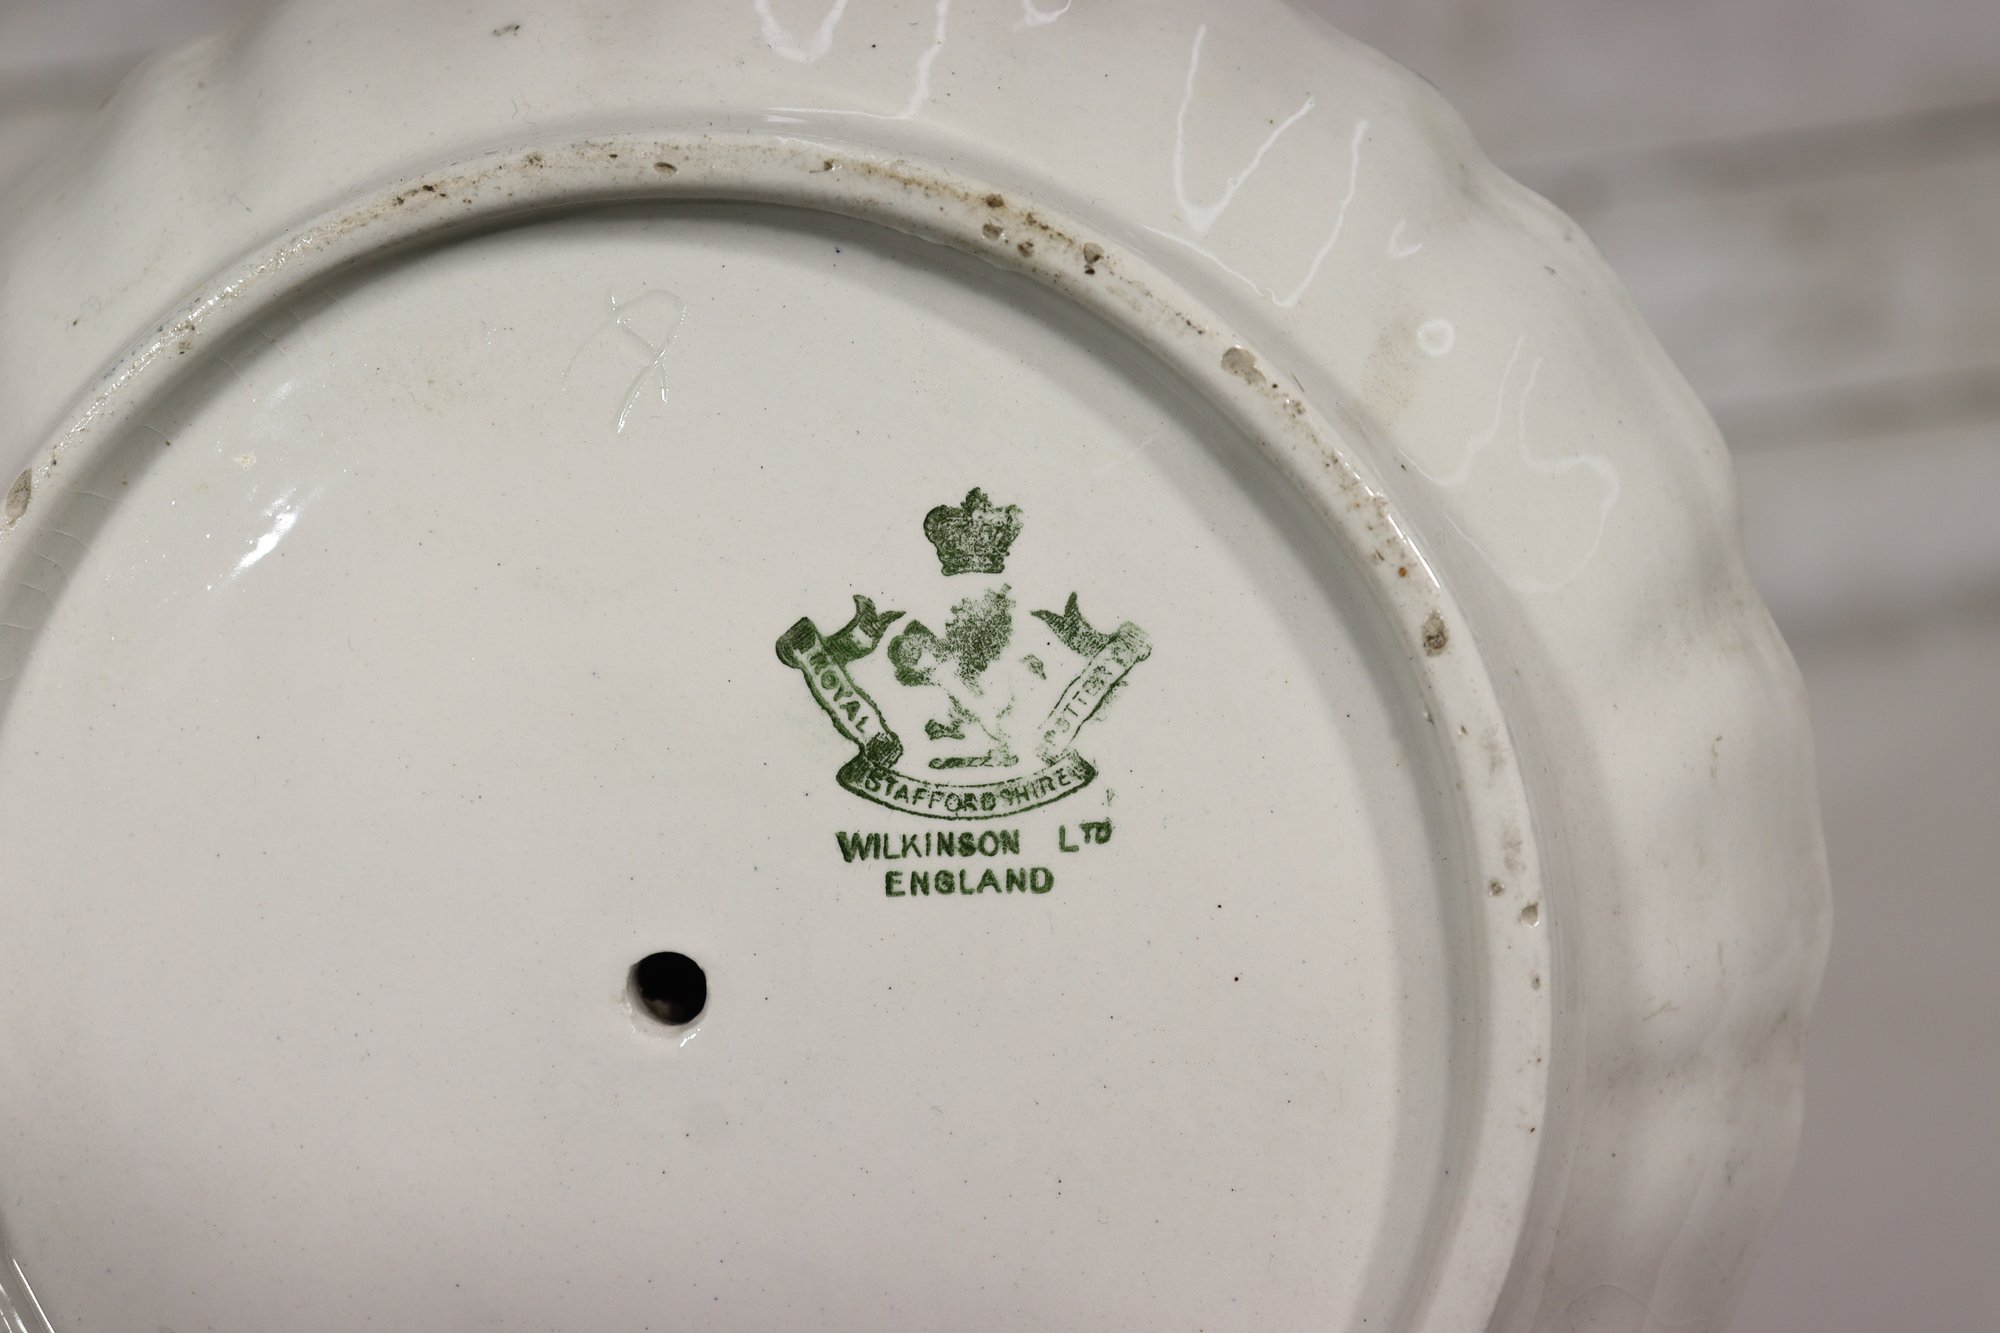 ROYAL
STAFFORDSHIRE
POTTERY
WILKINSON LTD
ENGLAND